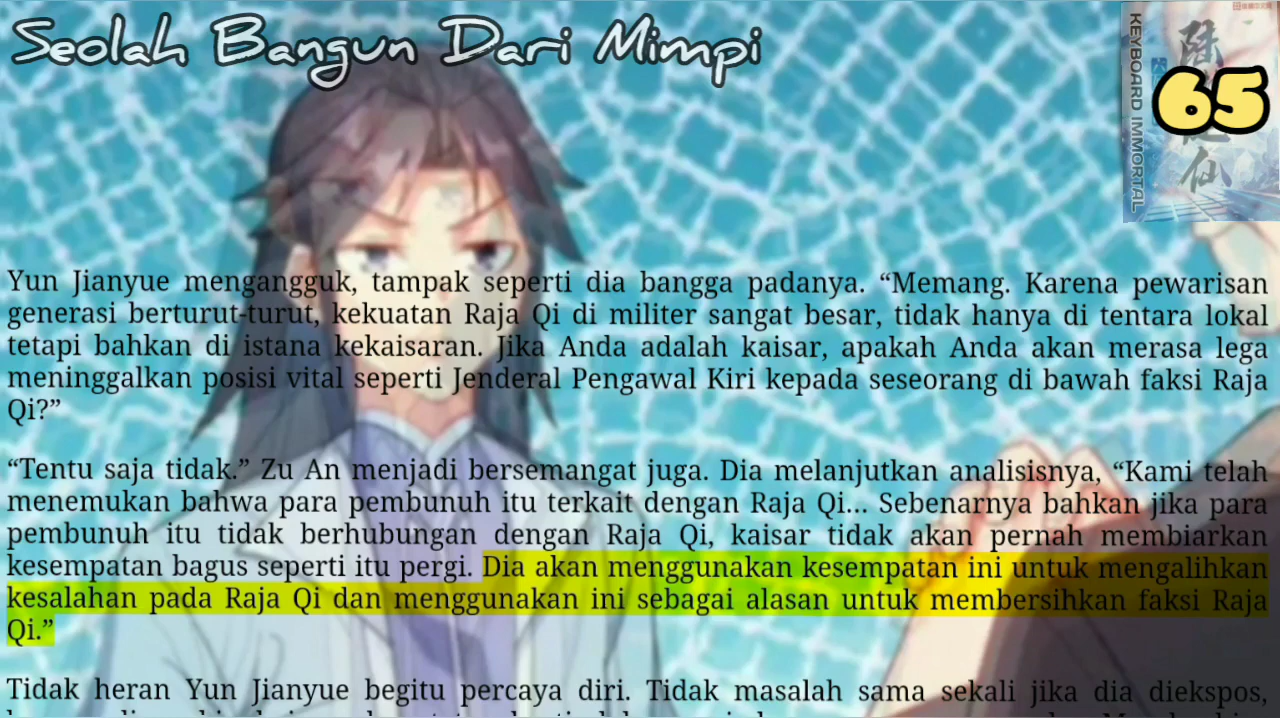 Seolah Bangun Dari Mimpi
KEYBOARD IMMORTAL
65
Yun Jianyue mengangguk, tampak seperti dia bangga padanya. “Memang. Karena pewarisan
generasi berturut-turut, kekuatan Raja Qi di militer sangat besar, tidak hanya di tentara lokal
tetapi bahkan di istana kekaisaran. Jika Anda adalah kaisar, apakah Anda akan merasa lega
meninggalkan posisi vital seperti Jenderal Pengawal Kiri kepada seseorang di bawah faksi Raja
Qi?”
“Tentu saja tidak.” Zu An menjadi bersemangat juga. Dia melanjutkan analisisnya, “Kami telah
menemukan bahwa para pembunuh itu terkait dengan Raja Qi... Sebenarnya bahkan jika para
pembunuh itu tidak berhubungan dengan Raja Qi, kaisar tidak akan pernah membiarkan
kesempatan bagus seperti itu pergi. Dia akan menggunakan kesempatan ini untuk mengalihkan
kesalahan pada Raja Qi dan menggunakan ini sebagai alasan untuk membersihkan faksi Raja
Qi.”
Tidak heran Yun Jianyue begitu percaya diri. Tidak masalah sama sekali jika dia diekspos,